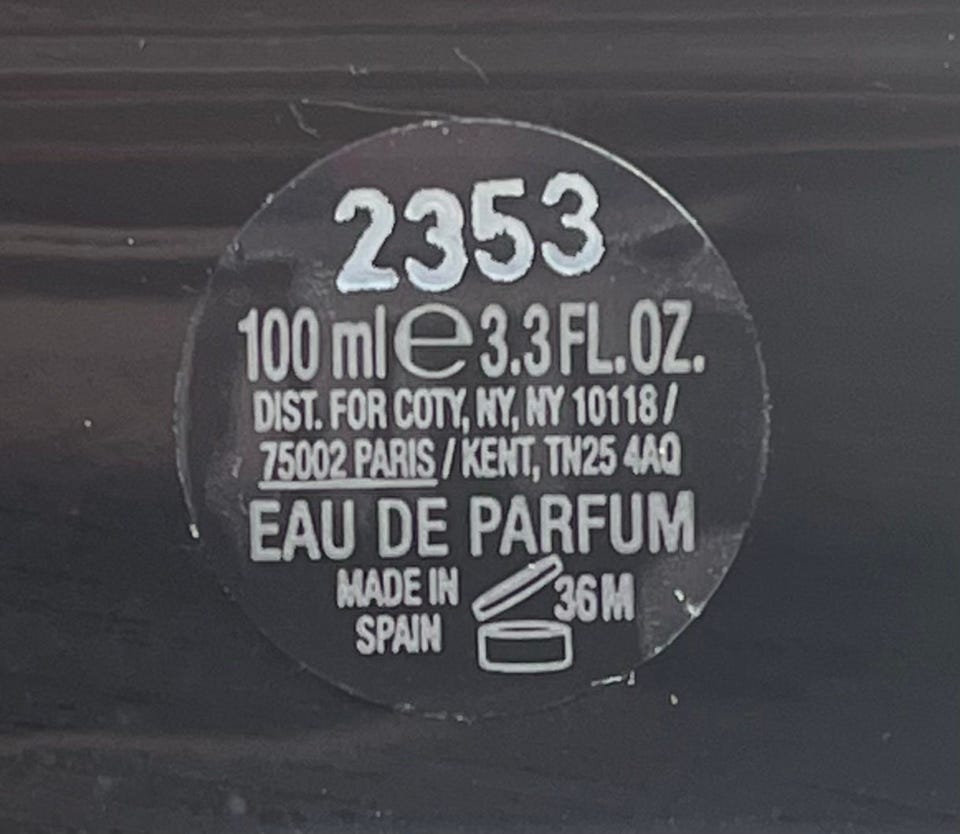 2353
100 ml e 3.3 FL.OZ.
DIST. FOR COTY, NY, NY 10118 /
75002 PARIS / KENT, TN25 4AQ
EAU DE PARFUM
MADE IN
SPAIN
36M